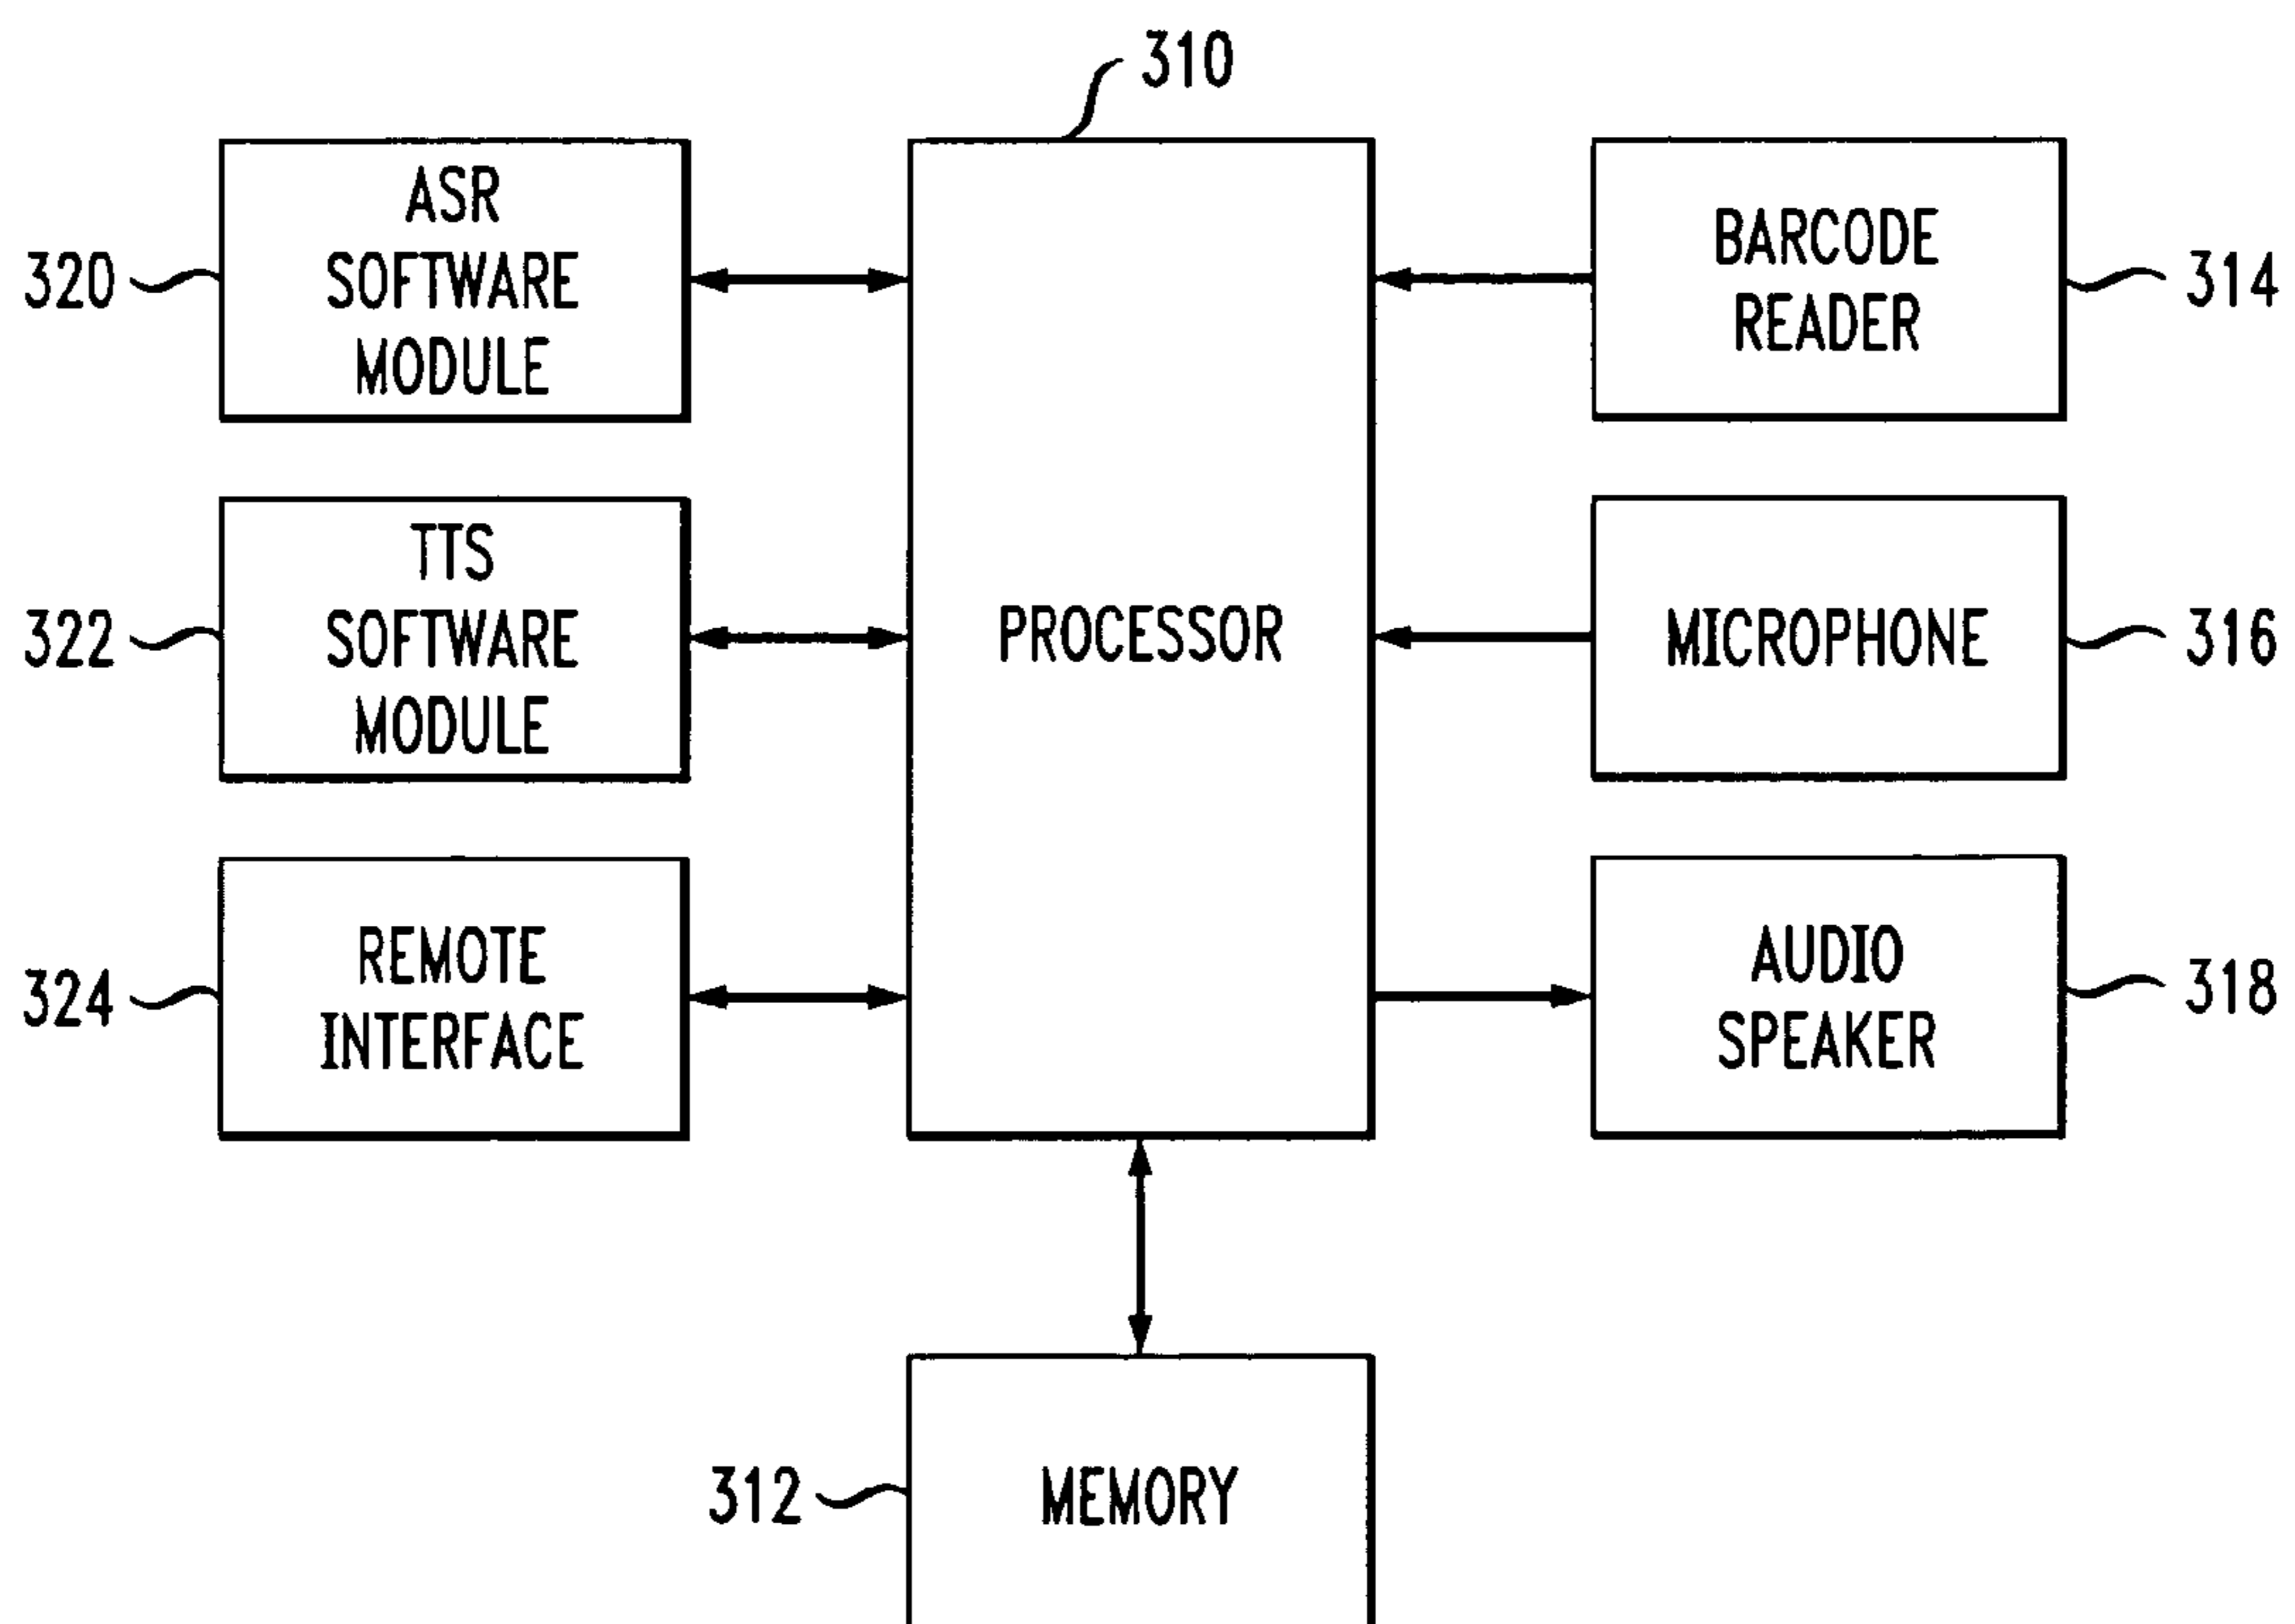 310
ASR
SOFTWARE
MODULE
320
BARCODE
READER
314
TTS
SOFTWARE
MODULE
322
PROCESSOR
MICROPHONE
316
REMOTE
INTERFACE
324
AUDIO
SPEAKER
318
312
MEMORY